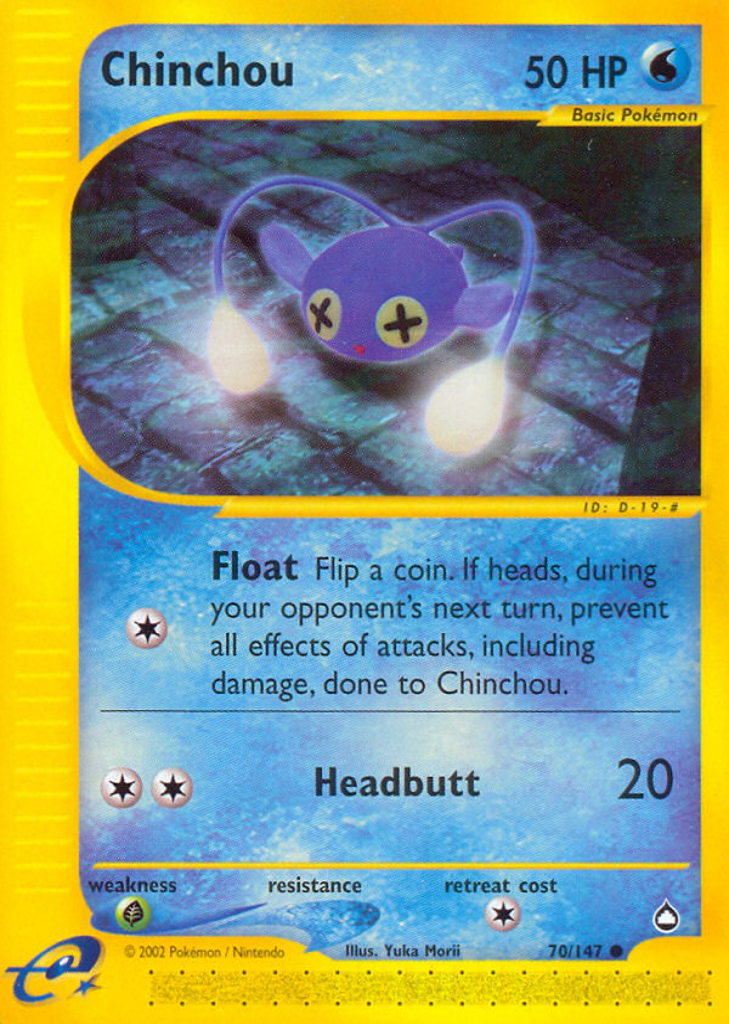 Chinchou
50 HP
Basic Pokémon
ID: D-19-#
Float Flip a coin. If heads, during
your opponent's next turn, prevent
all effects of attacks, including
damage, done to Chinchou.
Headbutt 20
weakness resistance retreat cost
© 2002 Pokémon / Nintendo Illus. Yuka Morii 70/147
e